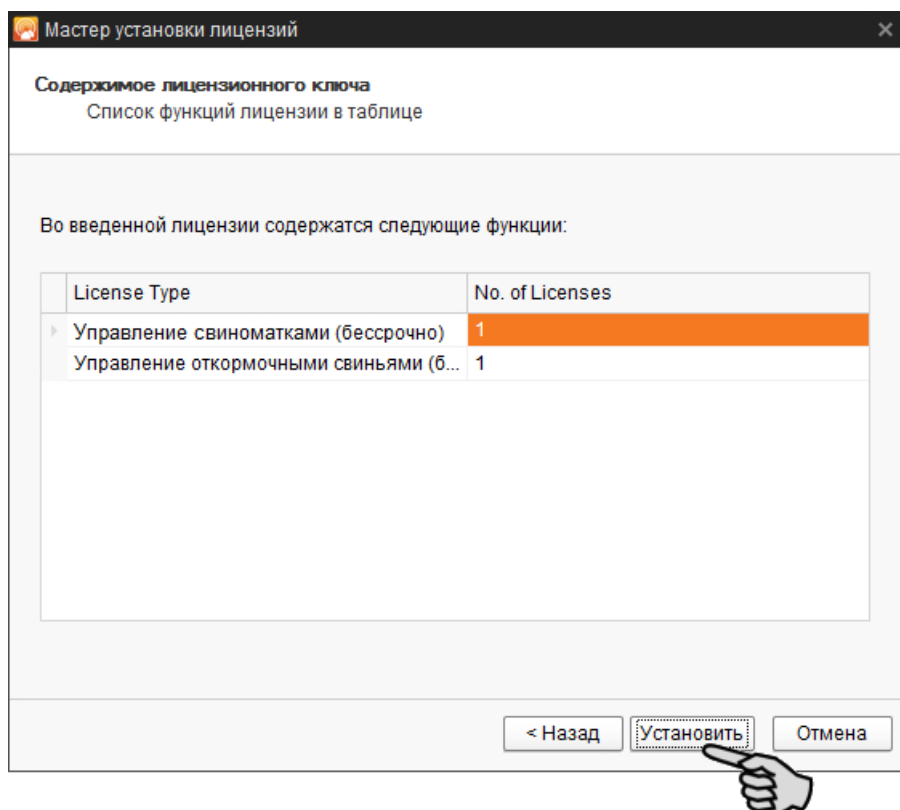 Мастер установки лицензий
Содержимое лицензионного ключа
Список функций лицензии в таблице
Во введенной лицензии содержатся следующие функции:
License Type No. of Licenses
Управление свиноматками (бессрочно) 1
Управление откормочными свиньями (б... 1
< Назад Установить Отмена